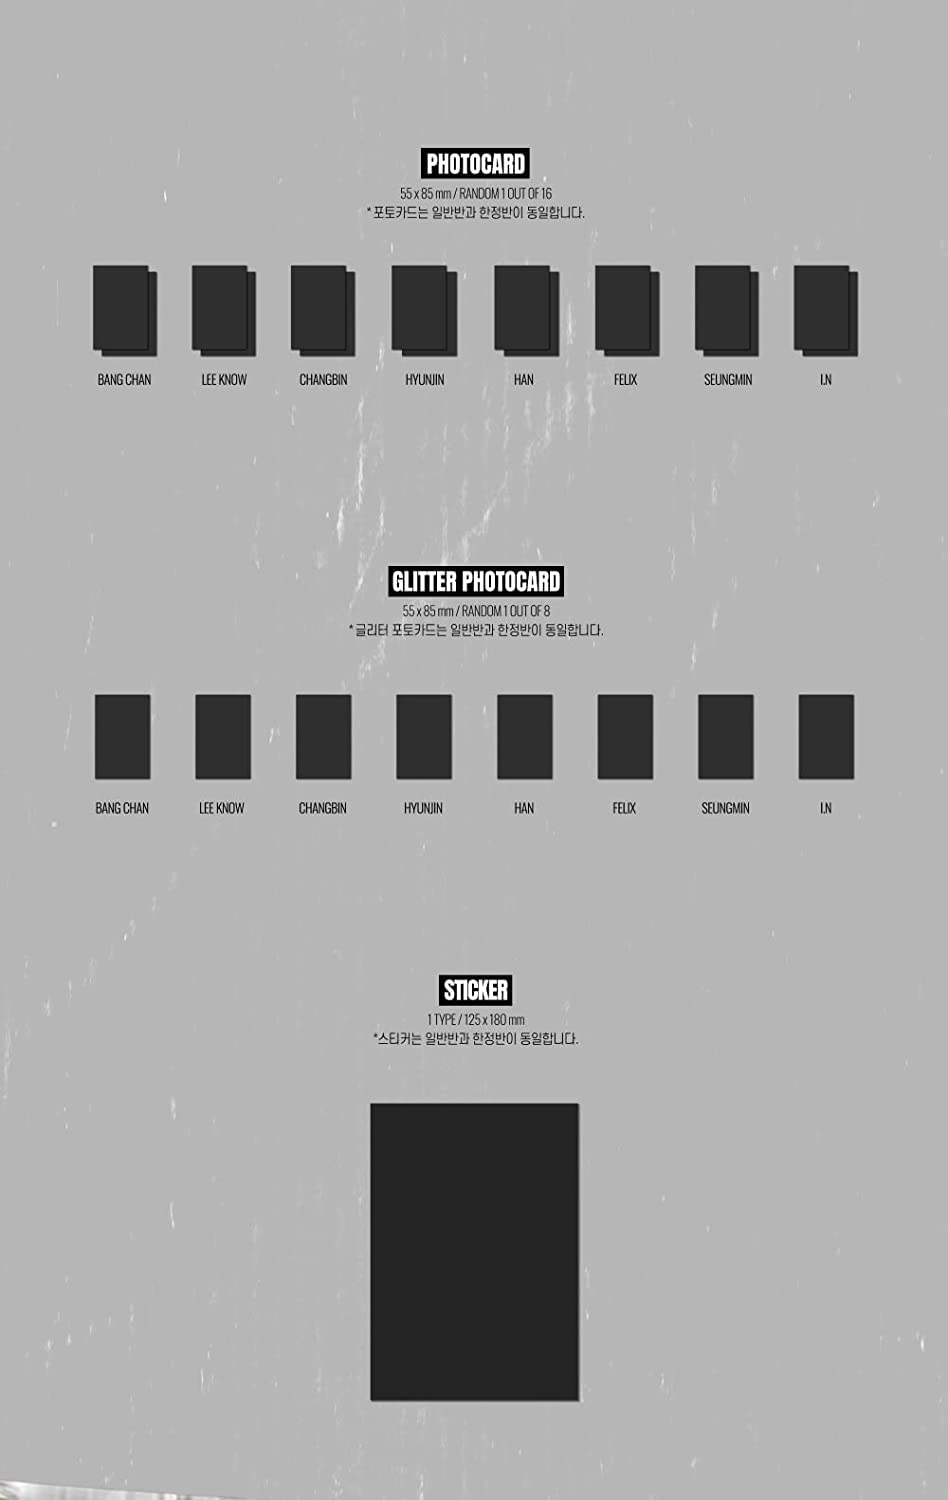 PHOTOCARD
55 x 85 mm / RANDOM 1 OUT OF 16
* 포토카드는 일반반과 한정반이 동일합니다.
BANG CHAN LEE KNOW CHANGBIN HYUNJIN HAN FELIX SEUNGMIN I.N
GLITTER PHOTOCARD
55 x 85 mm / RANDOM 1 OUT OF 8
* 글리터 포토카드는 일반반과 한정반이 동일합니다.
BANG CHAN LEE KNOW CHANGBIN HYUNJIN HAN FELIX SEUNGMIN I.N
STICKER
1 TYPE / 125 x 180 mm
*스티커는 일반반과 한정반이 동일합니다.